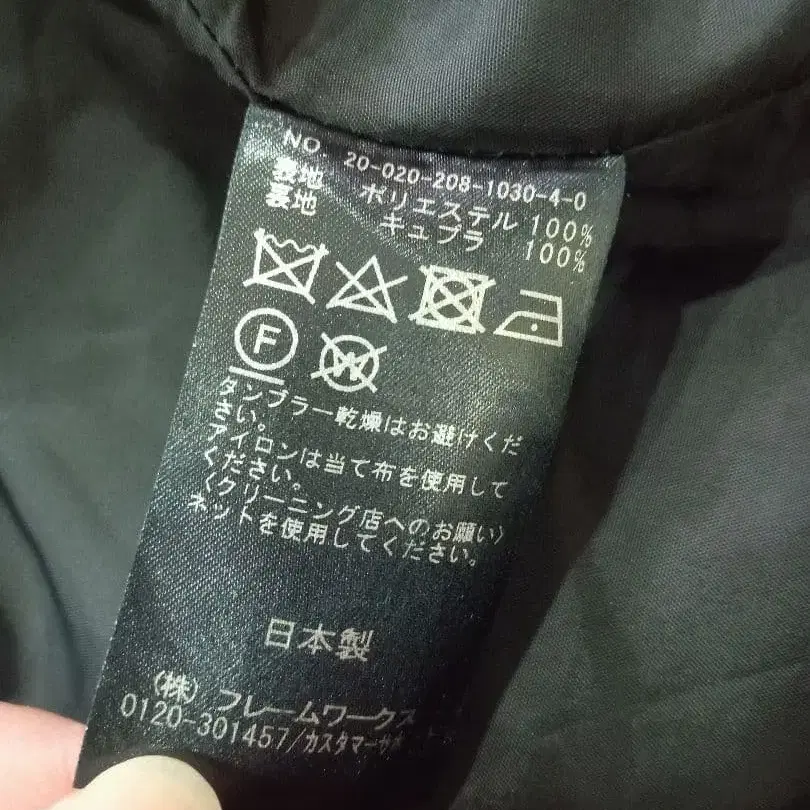 NO. 20-020-208-1030-4-0
表地 ポリエステル 100%
裏地 キュプラ 100%
F
W
タンブラー乾燥はお避けくだ
さい。
アイロンは当て布を使用して
ください。
〈クリーニング店へのお願い〉
ネットを使用してください。
日本製
(株) フレームワークス
0120-301457/カスタマーサポ